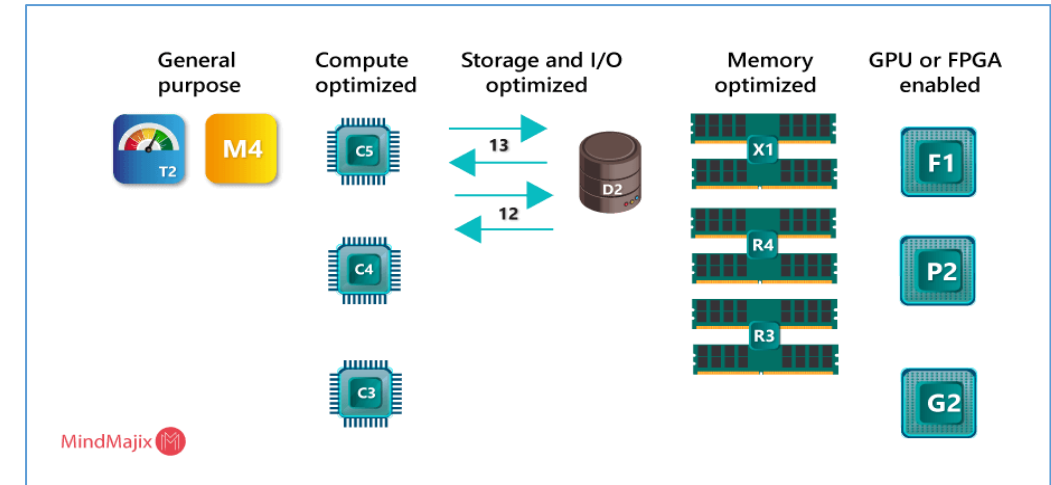 General
purpose
Compute
optimized
Storage and I/O
optimized
Memory
optimized
GPU or FPGA
enabled
T2
M4
C5
C4
C3
13
12
D2
X1
R4
R3
F1
P2
G2
MindMajix